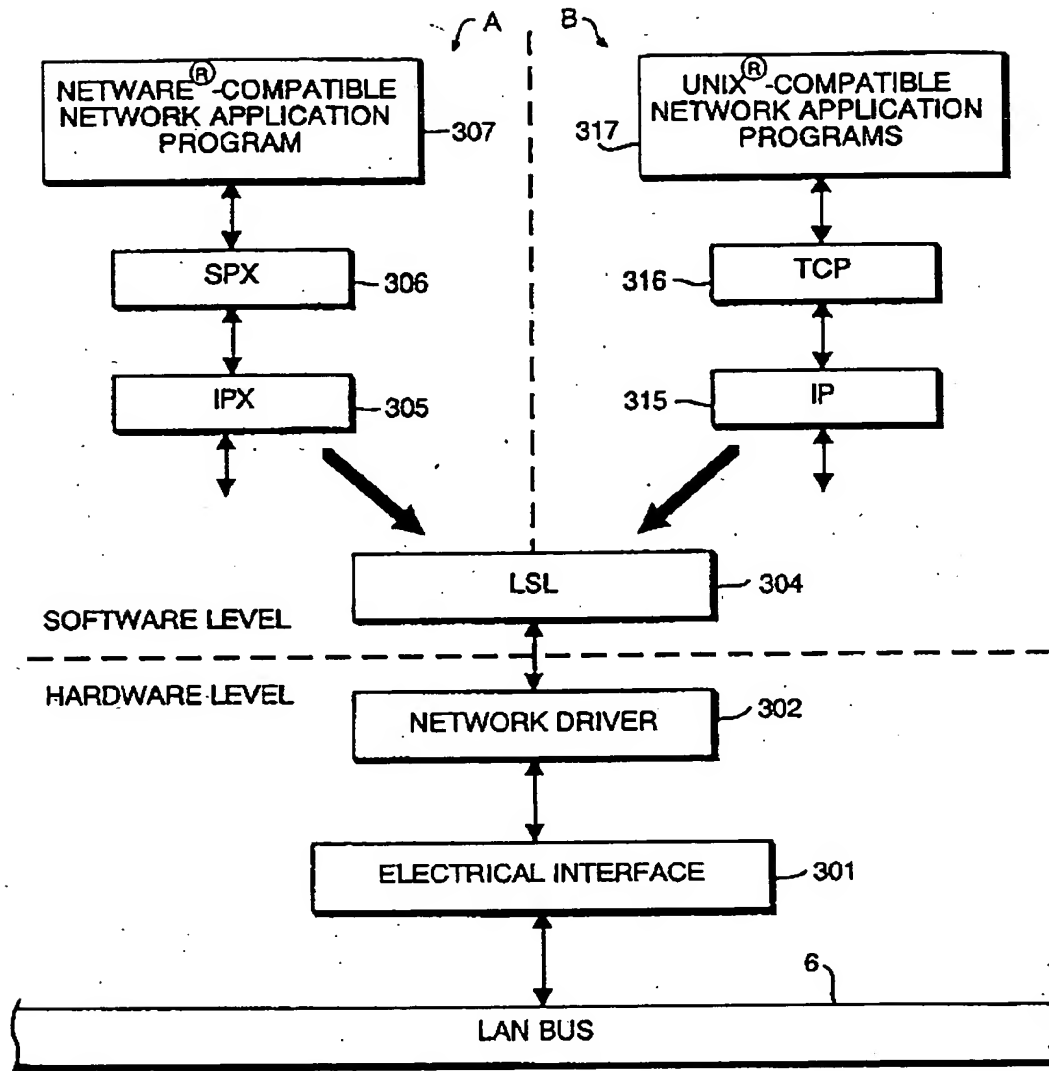 A
B
NETWARE®-COMPATIBLE
NETWORK APPLICATION
PROGRAM
307
UNIX®-COMPATIBLE
NETWORK APPLICATION
PROGRAMS
317
SPX
306
TCP
316
IPX
305
IP
315
LSL
304
SOFTWARE LEVEL
HARDWARE LEVEL
NETWORK DRIVER
302
ELECTRICAL INTERFACE
301
6
LAN BUS